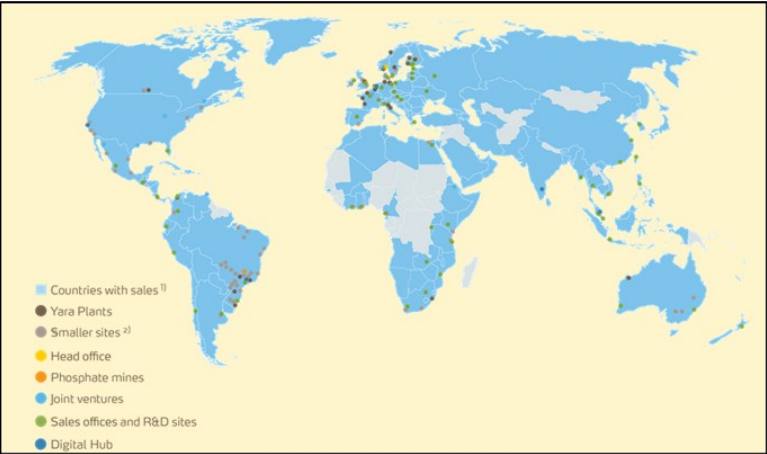 Countries with sales 1)
Yara Plants
Smaller sites 2)
Head office
Phosphate mines
Joint ventures
Sales offices and R&D sites
Digital Hub